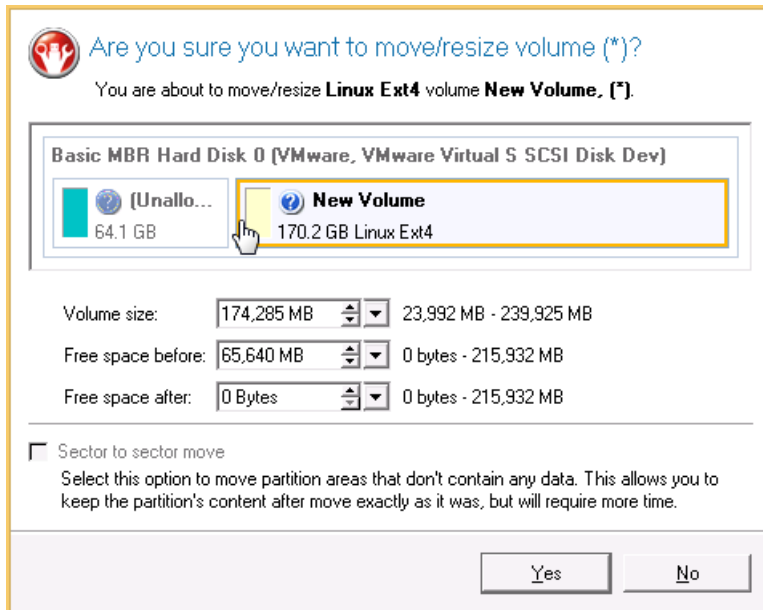 Are you sure you want to move/resize volume (*)?
You are about to move/resize Linux Ext4 volume New Volume, (*).
Basic MBR Hard Disk 0 (VMware, VMware Virtual S SCSI Disk Dev)
(Unallo...
64.1 GB
New Volume
170.2 GB Linux Ext4
Volume size: 174,285 MB 23,992 MB - 239,925 MB
Free space before: 65,640 MB 0 bytes - 215,932 MB
Free space after: 0 Bytes 0 bytes - 215,932 MB
Sector to sector move
Select this option to move partition areas that don't contain any data. This allows you to
keep the partition's content after move exactly as it was, but will require more time.
Yes No